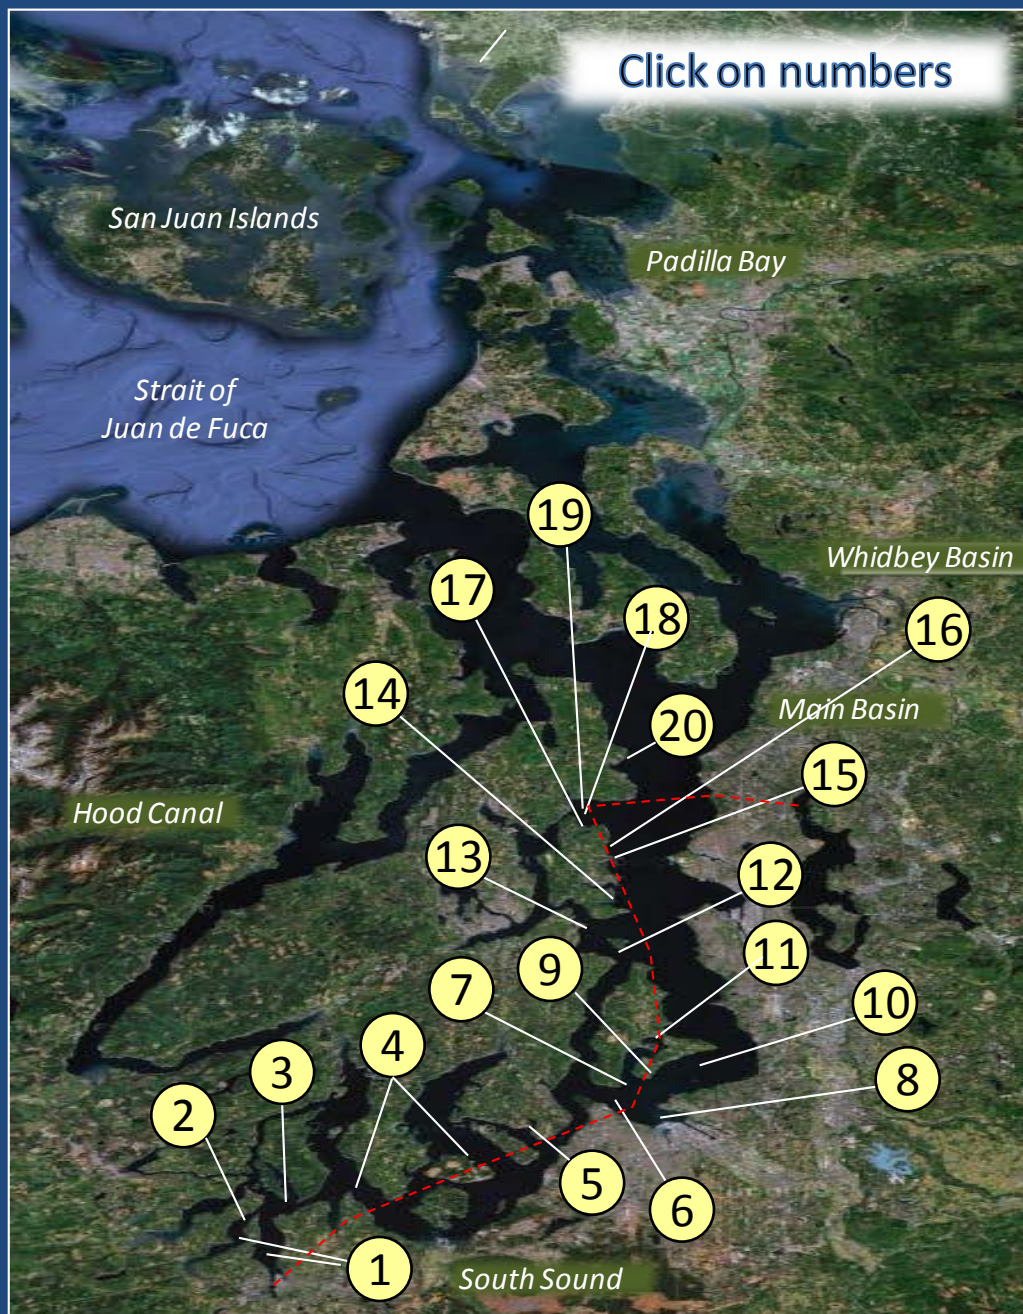 Click on numbers
San Juan Islands
Padilla Bay
Strait of
Juan de Fuca
19
Whidbey Basin
17
18
16
14
Main Basin
20
15
Hood Canal
13
12
9
11
7
10
4
3
8
2
5
6
1
South Sound